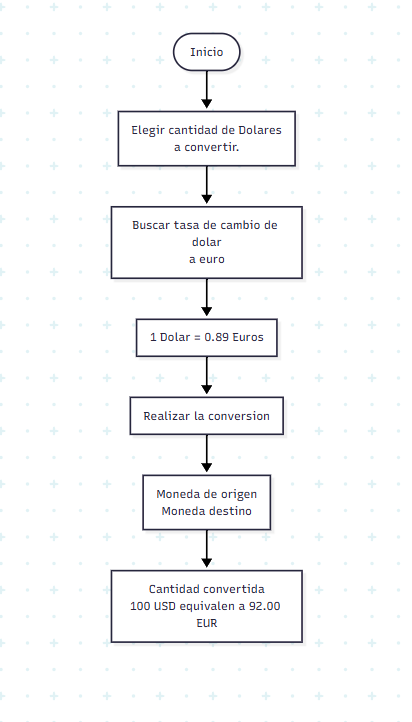 Inicio
Elegir cantidad de Dolares
a convertir.
Buscar tasa de cambio de
dolar
a euro
1 Dolar = 0.89 Euros
Realizar la conversion
Moneda de origen
Moneda destino
Cantidad convertida
100 USD equivalen a 92.00
EUR